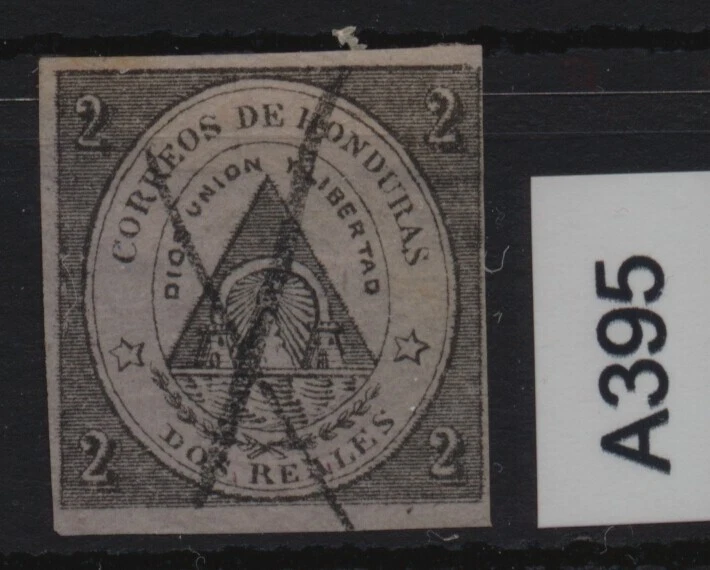 2 2
CORREOS DE HONDURAS
DIOS UNION Y LIBERTAD
DOS REALES
2 2
A395